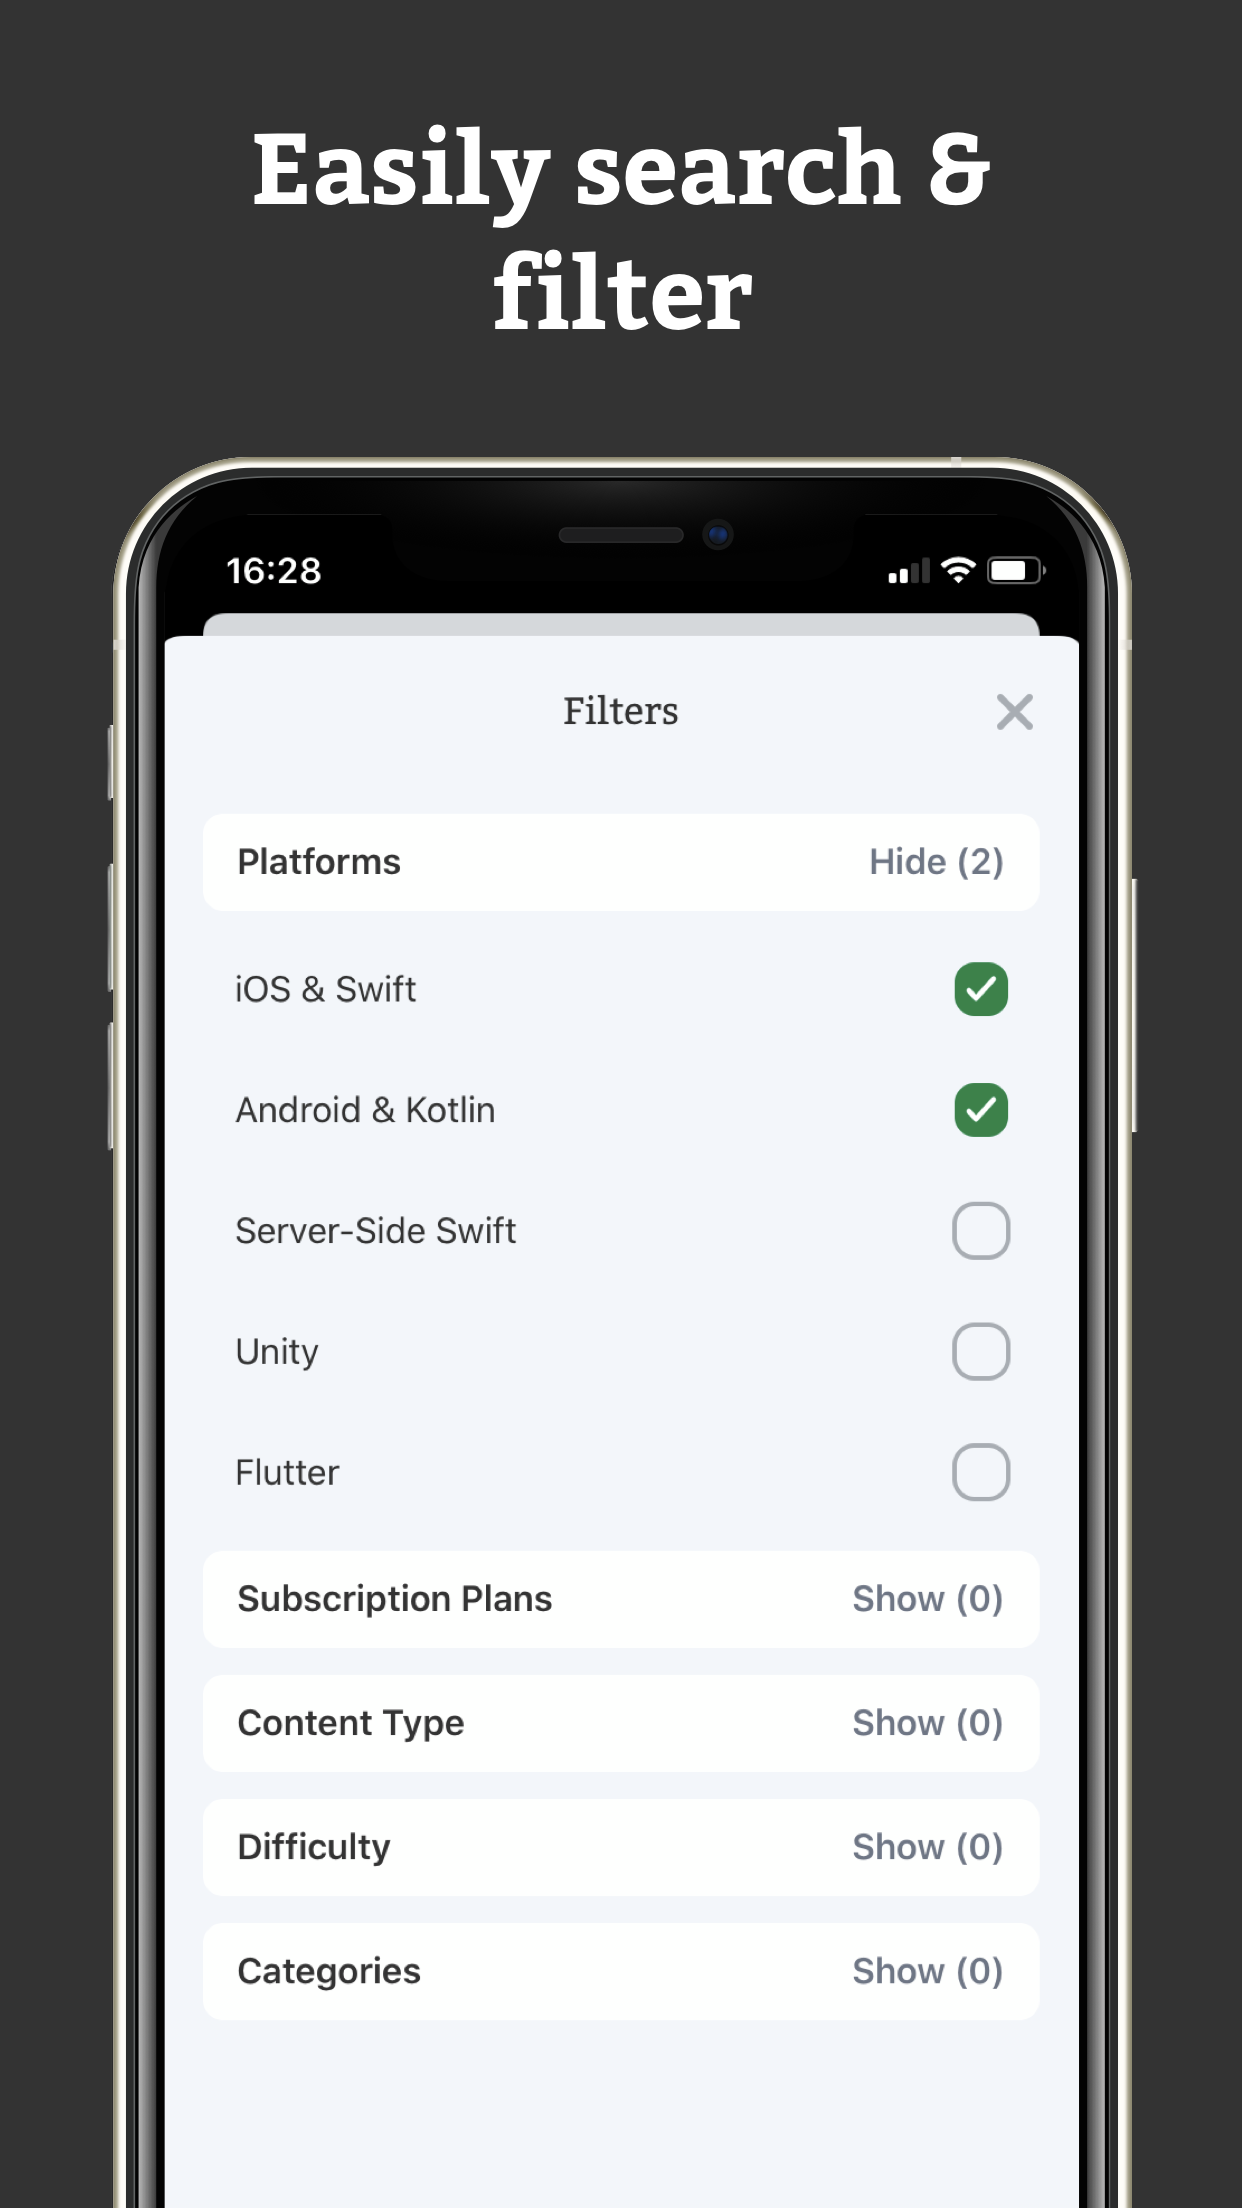 Easily search &
filter
16:28
Filters
Platforms Hide (2)
iOS & Swift
Android & Kotlin
Server-Side Swift
Unity
Flutter
Subscription Plans Show (0)
Content Type Show (0)
Difficulty Show (0)
Categories Show (0)